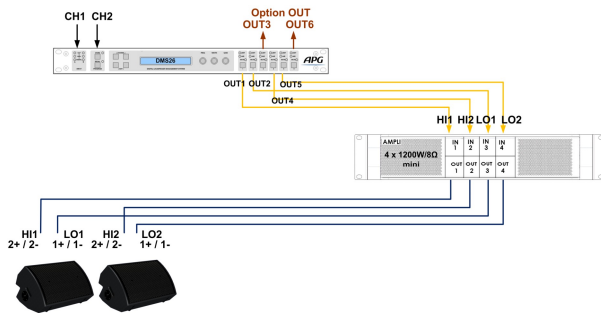 Option OUT
CH1 CH2 OUT3 OUT6
DMS26
APG
OUT1 OUT2 OUT5
OUT4
HI1 HI2 LO1 LO2
AMPLI
IN IN IN IN
1 2 3 4
4 x 1200W/8Ω
mini
OUT OUT OUT OUT
1 2 3 4
HI1 LO1 HI2 LO2
2+ / 2- 1+ / 1- 2+ / 2- 1+ / 1-